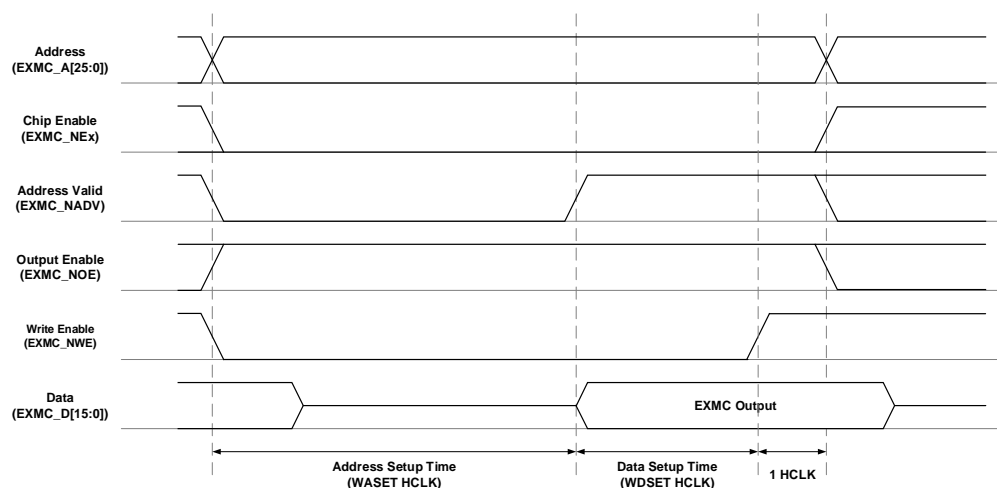 Address
(EXMC_A[25:0])
Chip Enable
(EXMC_NEx)
Address Valid
(EXMC_NADV)
Output Enable
(EXMC_NOE)
Write Enable
(EXMC_NWE)
Data
(EXMC_D[15:0])
EXMC Output
Address Setup Time
(WASET HCLK)
Data Setup Time
(WDSET HCLK)
1 HCLK